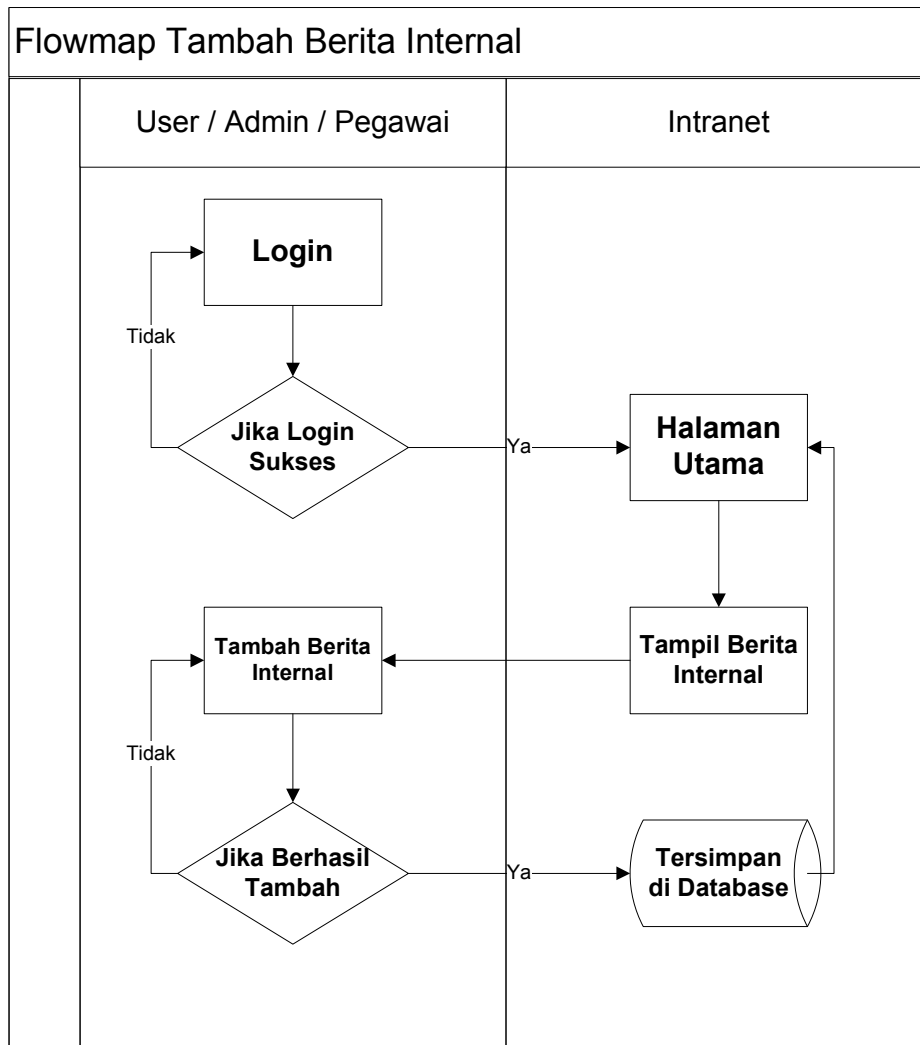 Flowmap Tambah Berita Internal
User / Admin / Pegawai
Intranet
Login
Tidak
Jika Login
Sukses
Ya
Halaman
Utama
Tambah Berita
Internal
Tampil Berita
Internal
Tidak
Jika Berhasil
Tambah
Ya
Tersimpan
di Database